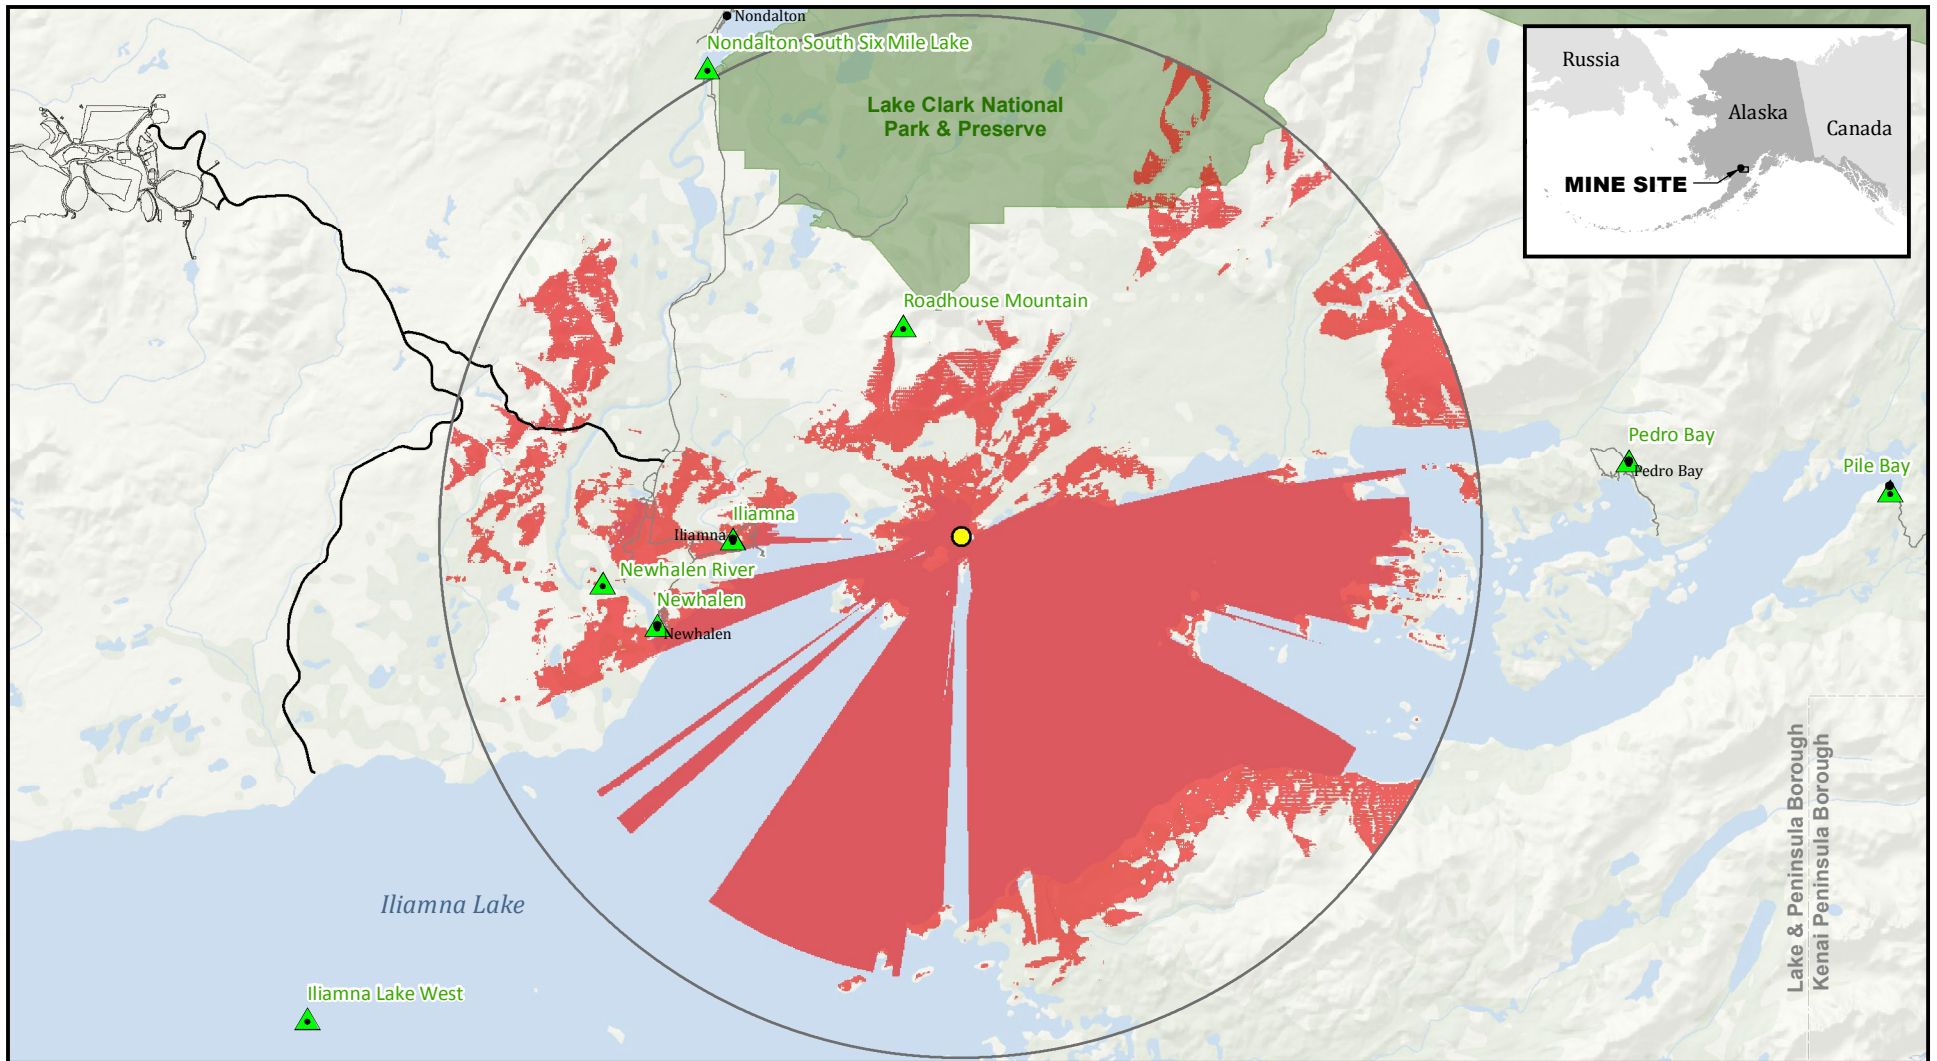 Nondalton
Nondalton South Six Mile Lake
Lake Clark National
Park & Preserve
Russia
Alaska
Canada
MINE SITE
Roadhouse Mountain
Pedro Bay
Pedro Bay
Pile Bay
Iliamna
Iliamna
Newhalen River
Newhalen
Newhalen
Iliamna Lake
Iliamna Lake West
Lake & Peninsula Borough
Kenai Peninsula Borough